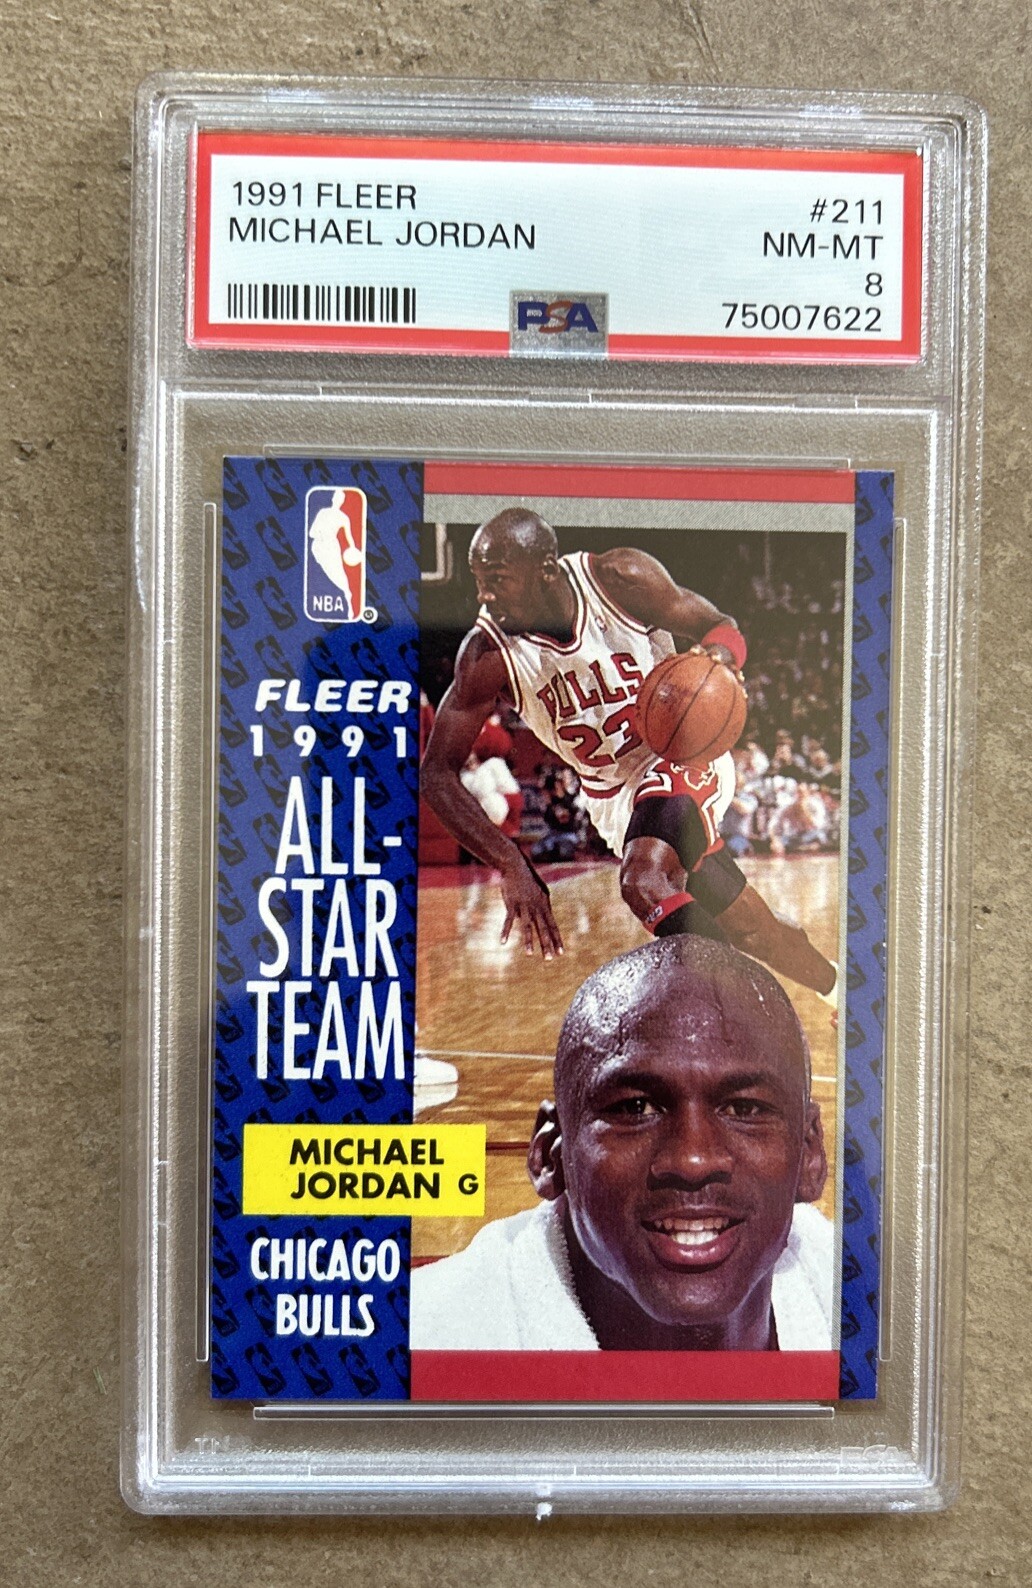 1991 FLEER
MICHAEL JORDAN
#211
NM-MT
8
75007622
PSA
NBA
FLEER
1991
ALL-
STAR
TEAM
MICHAEL
JORDAN G
CHICAGO
BULLS
BULLS
23
PSA